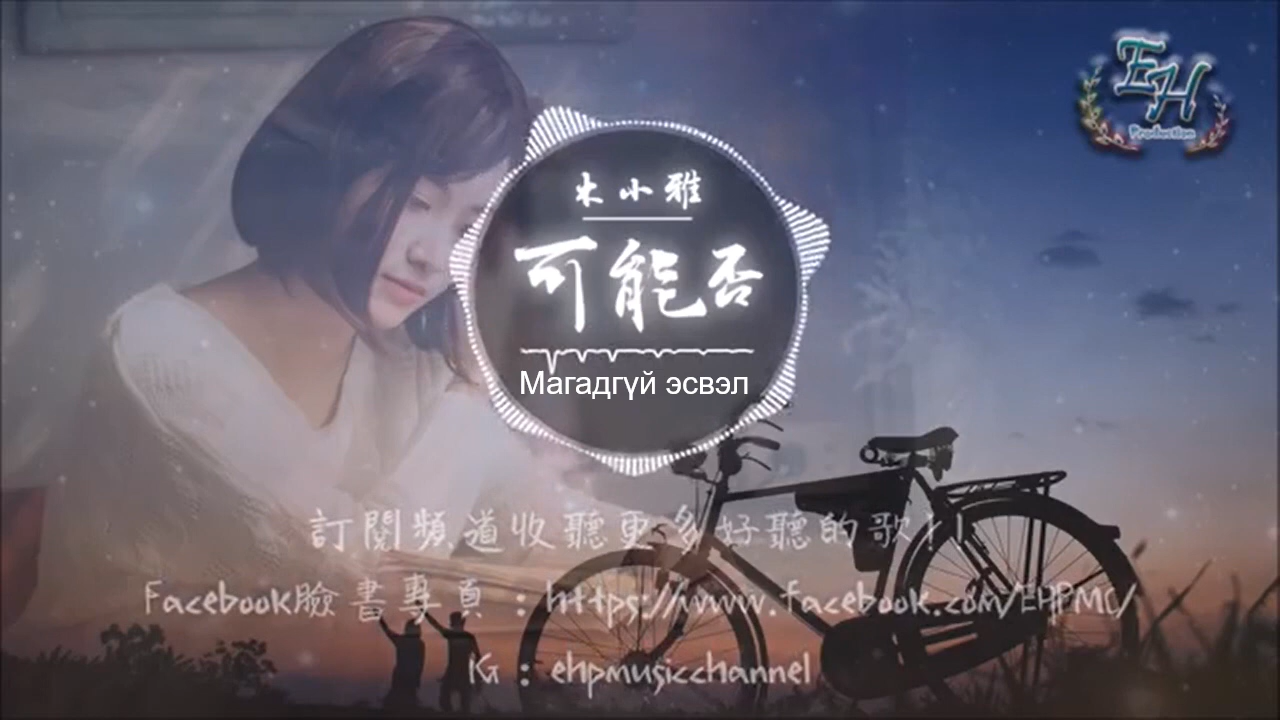 EH
Production
木小雅
可能否
Магадгүй эсвэл
訂閱頻道收聽更多好聽的歌!!
Facebook臉書專頁:https://www.facebook.com/EHPMC/
IG:ehpmusicchannel